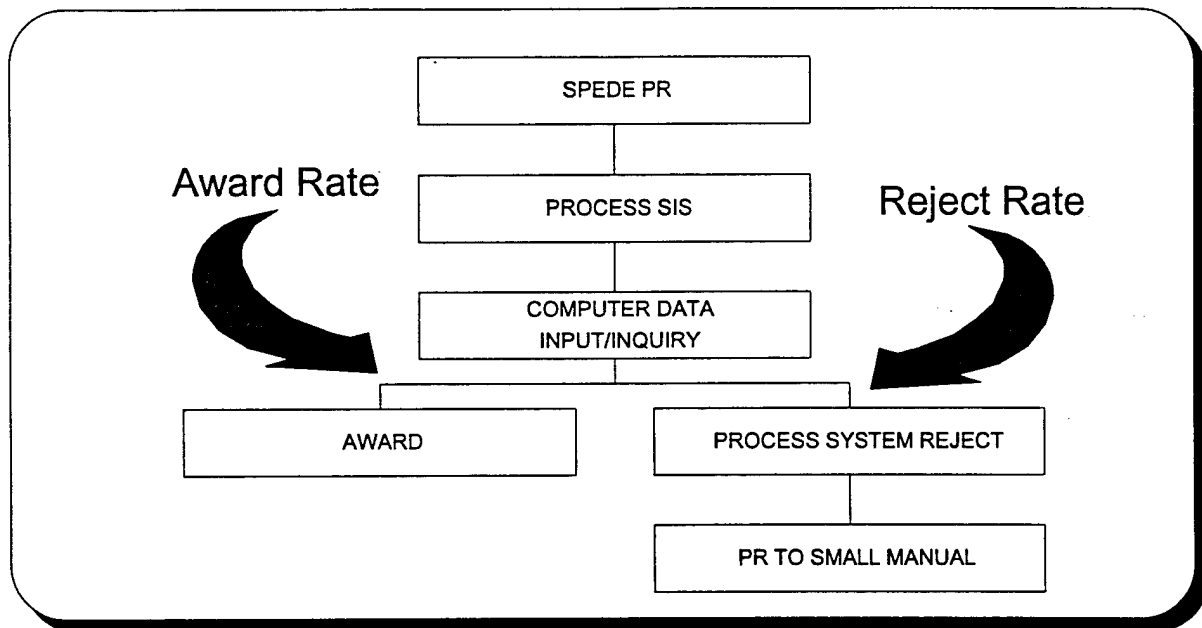 SPEDE PR
Award Rate
PROCESS SIS
Reject Rate
COMPUTER DATA
INPUT/INQUIRY
AWARD
PROCESS SYSTEM REJECT
PR TO SMALL MANUAL